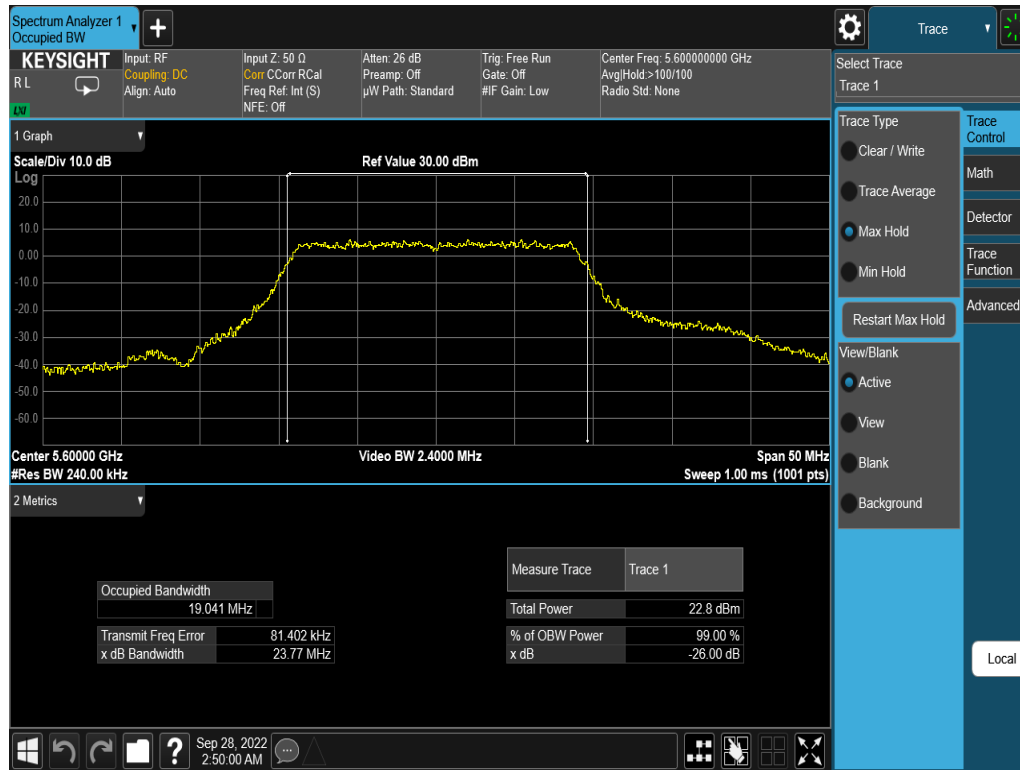 Spectrum Analyzer 1
Occupied BW
+
Trace
KEYSIGHT
R L
LXI
Input: RF
Coupling: DC
Align: Auto
Input Z: 50 Ω
Corr CCorr RCal
Freq Ref: Int (S)
NFE: Off
Atten: 26 dB
Preamp: Off
µW Path: Standard
Trig: Free Run
Gate: Off
#IF Gain: Low
Center Freq: 5.600000000 GHz
Avg|Hold:>100/100
Radio Std: None
Select Trace
Trace 1
1 Graph
Scale/Div 10.0 dB
Ref Value 30.00 dBm
Log
20.0
10.0
0.00
-10.0
-20.0
-30.0
-40.0
-50.0
-60.0
Center 5.60000 GHz
#Res BW 240.00 kHz
Video BW 2.4000 MHz
Span 50 MHz
Sweep 1.00 ms (1001 pts)
Trace Type
Clear / Write
Trace Average
Max Hold
Min Hold
Restart Max Hold
View/Blank
Active
View
Blank
Background
Trace
Control
Math
Detector
Trace
Function
Advanced
Local
2 Metrics
Occupied Bandwidth
19.041 MHz
Transmit Freq Error 81.402 kHz
x dB Bandwidth 23.77 MHz
Measure Trace Trace 1
Total Power 22.8 dBm
% of OBW Power 99.00 %
x dB -26.00 dB
?
Sep 28, 2022
2:50:00 AM